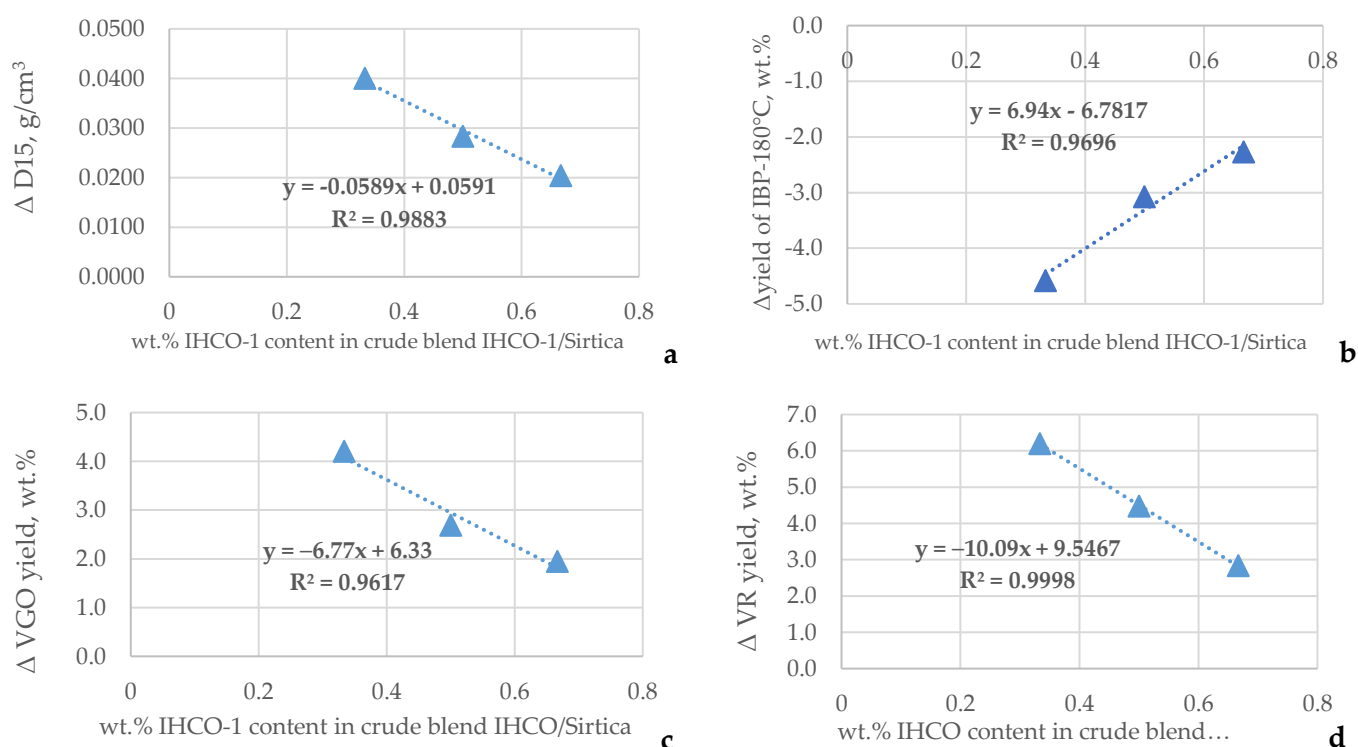 0.0500
0.0400
0.0300
0.0200
0.0100
0.0000
Δ D15, g/cm³
y = -0.0589x + 0.0591
R² = 0.9883
0 0.2 0.4 0.6 0.8
wt.% IHCO-1 content in crude blend IHCO-1/Sirtica
a
0.0
-1.0
-2.0
-3.0
-4.0
-5.0
Δyield of IBP-180°C, wt.%
0 0.2 0.4 0.6 0.8
y = 6.94x - 6.7817
R² = 0.9696
wt.% IHCO-1 content in crude blend IHCO-1/Sirtica
b
5.0
4.0
3.0
2.0
1.0
0.0
Δ VGO yield, wt.%
y = −6.77x + 6.33
R² = 0.9617
0 0.2 0.4 0.6 0.8
wt.% IHCO-1 content in crude blend IHCO/Sirtica
c
7.0
6.0
5.0
4.0
3.0
2.0
1.0
0.0
Δ VR yield, wt.%
y = −10.09x + 9.5467
R² = 0.9998
0 0.2 0.4 0.6 0.8
wt.% IHCO content in crude blend…
d